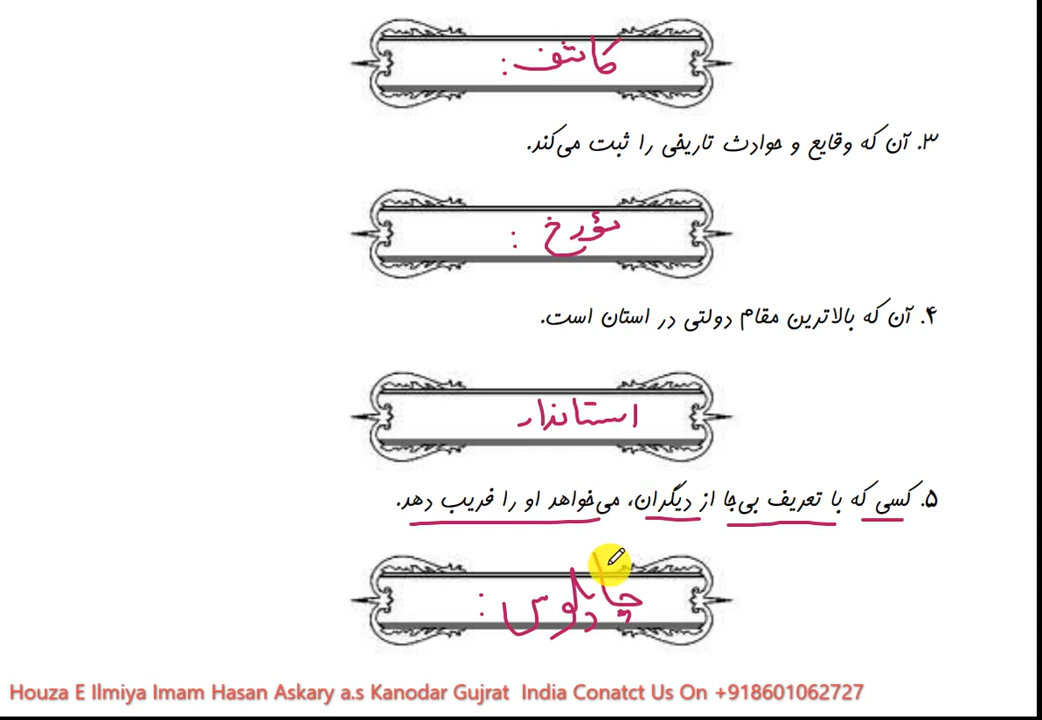 کاشف :
۳. آن که وقایع و حوادث تاریخی را ثبت می‌کند.
مؤرخ :
۴. آن که بالاترین مقام دولتی در استان است.
استاندار
۵. کسی که با تعریف بی‌جا از دیگران، می‌خواهد او را فریب دهد.
چاپلوس :
Houza E Ilmiya Imam Hasan Askary a.s Kanodar Gujrat India Conatct Us On +918601062727